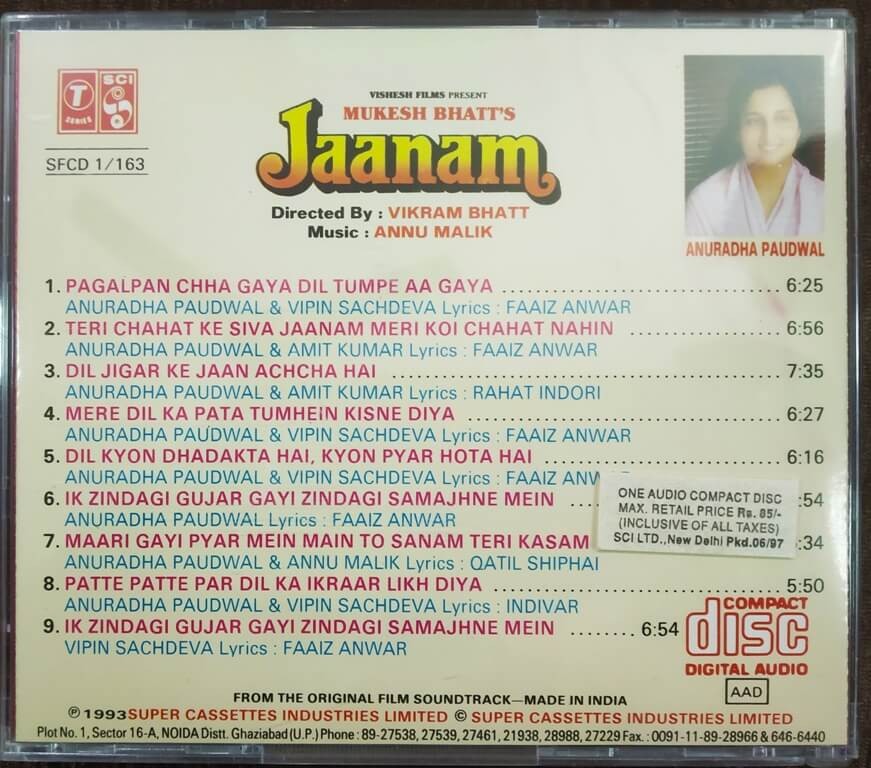 T
SERIES
SCI
SFCD 1/163
VISHESH FILMS PRESENT
MUKESH BHATT'S
Jaanam
Directed By : VIKRAM BHATT
Music : ANNU MALIK
ANURADHA PAUDWAL
1. PAGALPAN CHHA GAYA DIL TUMPE AA GAYA 6:25
ANURADHA PAUDWAL & VIPIN SACHDEVA Lyrics : FAAIZ ANWAR
2. TERI CHAHAT KE SIVA JAANAM MERI KOI CHAHAT NAHIN 6:56
ANURADHA PAUDWAL & AMIT KUMAR Lyrics : FAAIZ ANWAR
3. DIL JIGAR KE JAAN ACHCHA HAI 7:35
ANURADHA PAUDWAL & AMIT KUMAR Lyrics : RAHAT INDORI
4. MERE DIL KA PATA TUMHEIN KISNE DIYA 6:27
ANURADHA PAUDWAL & VIPIN SACHDEVA Lyrics : FAAIZ ANWAR
5. DIL KYON DHADAKTA HAI, KYON PYAR HOTA HAI 6:16
ANURADHA PAUDWAL & VIPIN SACHDEVA Lyrics : FAAIZ
6. IK ZINDAGI GUJAR GAYI ZINDAGI SAMAJHNE MEIN :54
ANURADHA PAUDWAL Lyrics : FAAIZ ANWAR
7. MAARI GAYI PYAR MEIN MAIN TO SANAM TERI KASAM :34
ANURADHA PAUDWAL & ANNU MALIK Lyrics : QATIL SHIPHAI
8. PATTE PATTE PAR DIL KA IKRAAR LIKH DIYA 5:50
ANURADHA PAUDWAL & VIPIN SACHDEVA Lyrics : INDIVAR
9. IK ZINDAGI GUJAR GAYI ZINDAGI SAMAJHNE MEIN 6:54
VIPIN SACHDEVA Lyrics : FAAIZ ANWAR
ONE AUDIO COMPACT DISC
MAX. RETAIL PRICE Rs. 85/-
(INCLUSIVE OF ALL TAXES)
SCI LTD., New Delhi Pkd.06/97
COMPACT
disc
DIGITAL AUDIO
AAD
FROM THE ORIGINAL FILM SOUNDTRACK—MADE IN INDIA
℗ 1993 SUPER CASSETTES INDUSTRIES LIMITED © SUPER CASSETTES INDUSTRIES LIMITED
Plot No. 1, Sector 16-A, NOIDA Distt. Ghaziabad (U.P.) Phone : 89-27538, 27539, 27461, 21938, 28988, 27229 Fax. : 0091-11-89-28966 & 646-6440